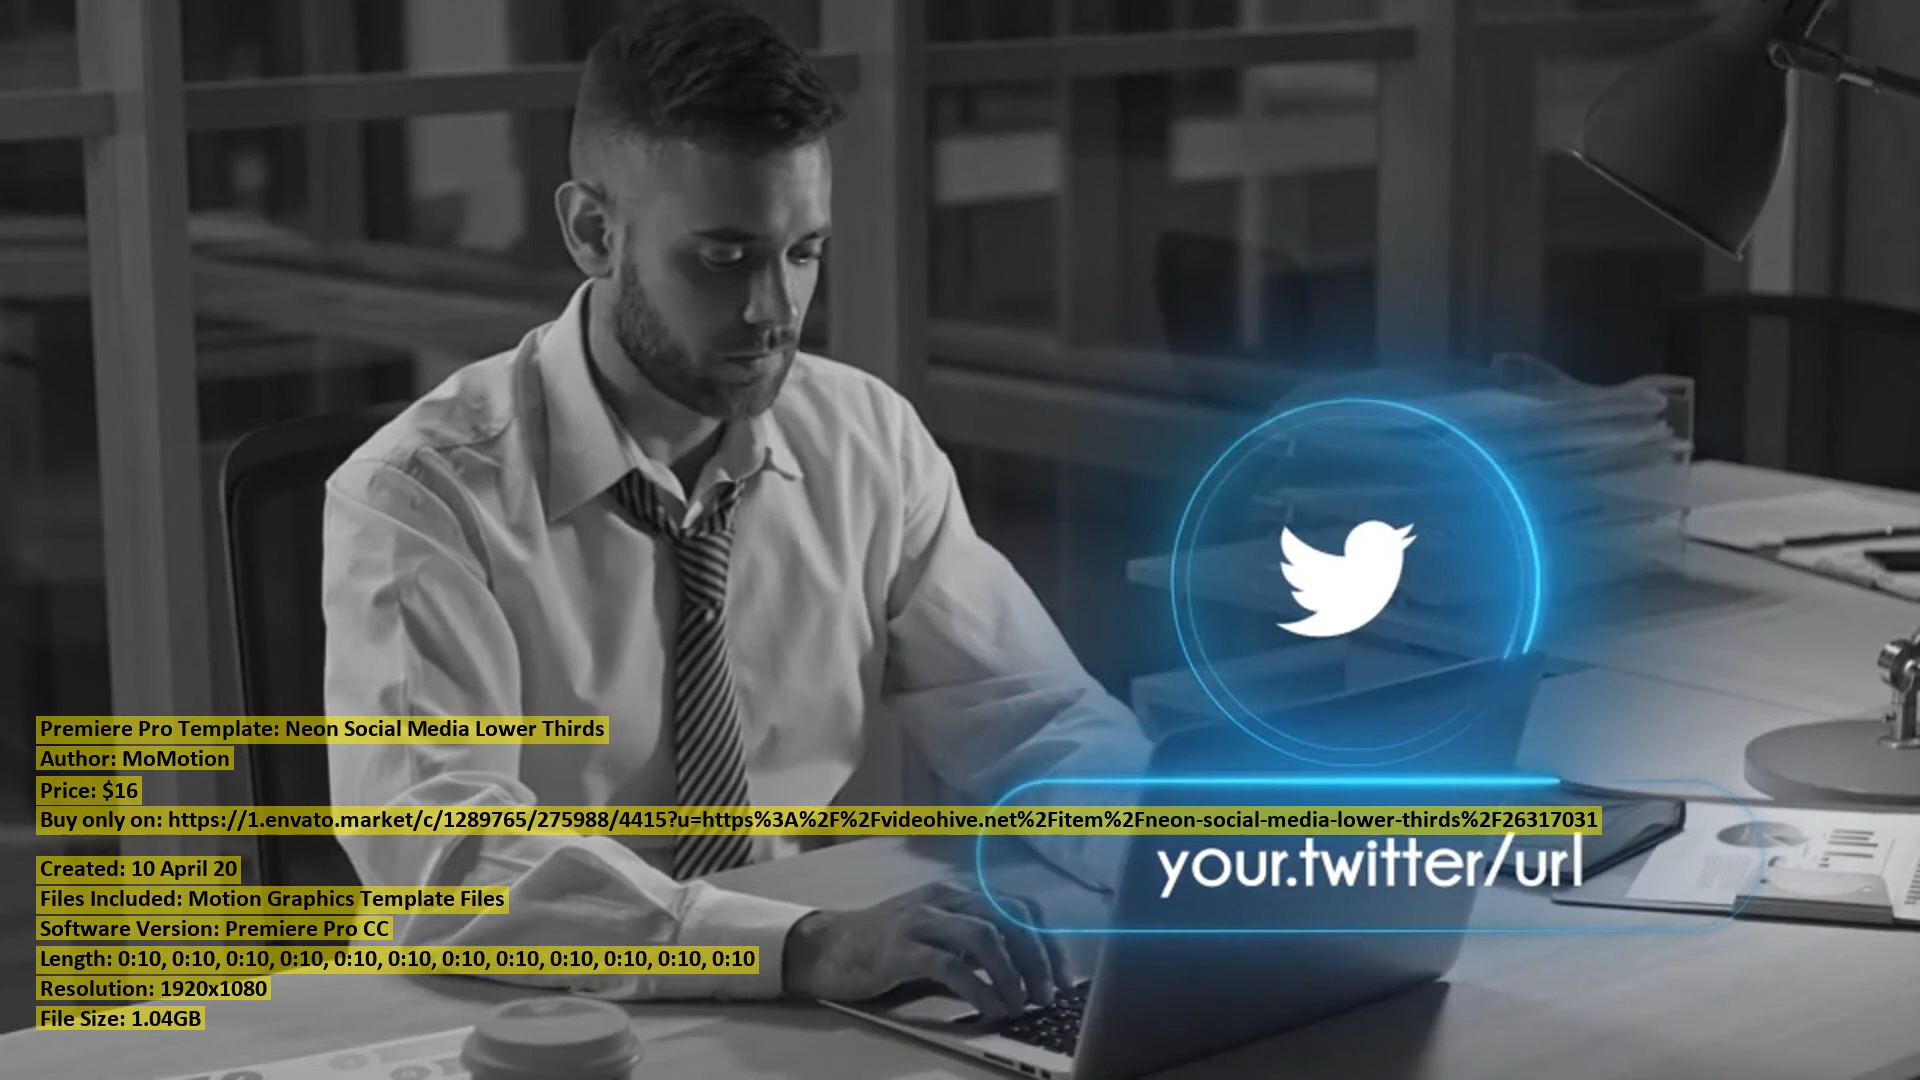 Premiere Pro Template: Neon Social Media Lower Thirds
Author: MoMotion
Price: $16
Buy only on: https://1.envato.market/c/1289765/275988/4415?u=https%3A%2F%2Fvideohive.net%2Fitem%2Fneon-social-media-lower-thirds%2F26317031
your.twitter/url
Created: 10 April 20
Files Included: Motion Graphics Template Files
Software Version: Premiere Pro CC
Length: 0:10, 0:10, 0:10, 0:10, 0:10, 0:10, 0:10, 0:10, 0:10, 0:10, 0:10, 0:10
Resolution: 1920x1080
File Size: 1.04GB